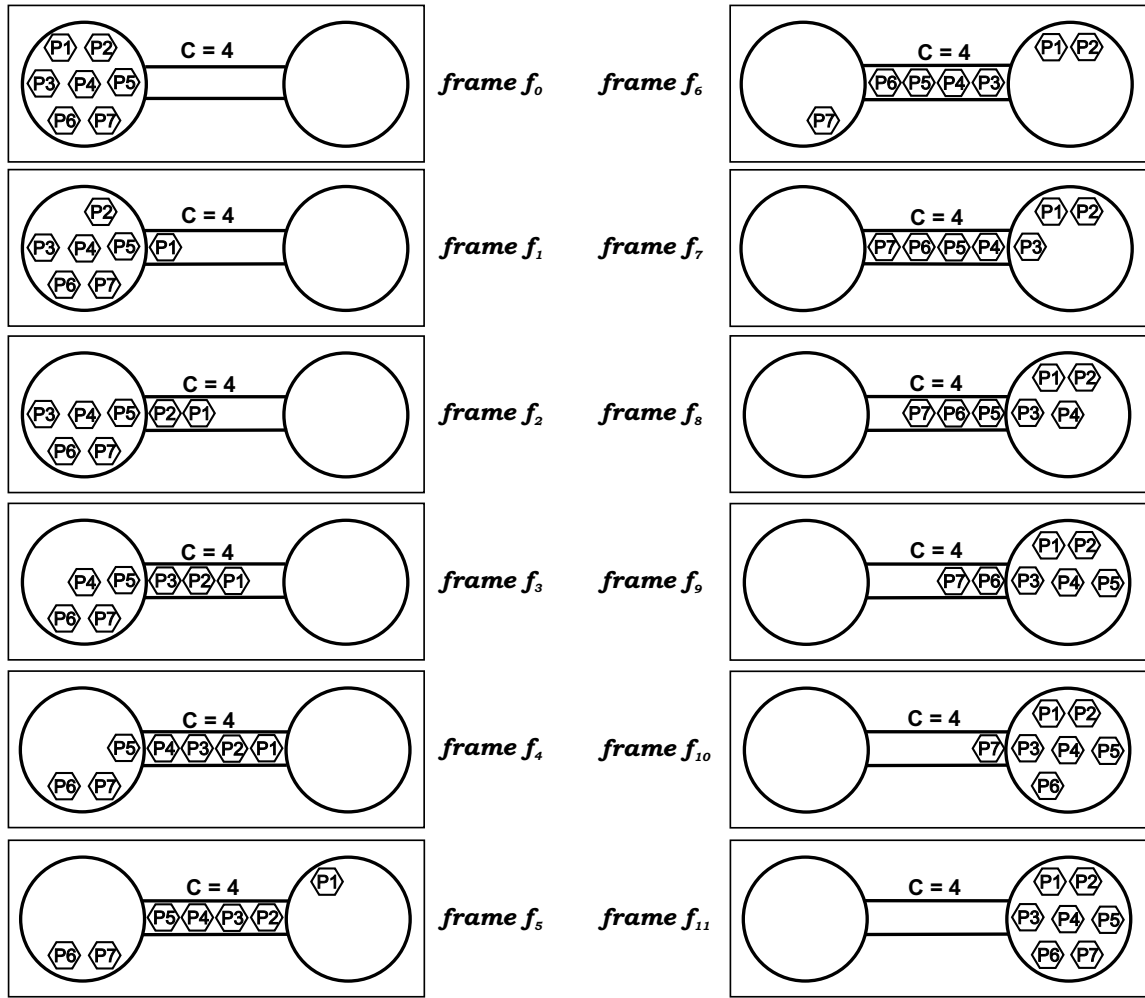 P1 P2
P3 P4 P5
P6 P7
C = 4
frame f₀
P2
P3 P4 P5 P1
P6 P7
C = 4
frame f₁
P3 P4 P5 P2 P1
P6 P7
C = 4
frame f₂
P4 P5 P3 P2 P1
P6 P7
C = 4
frame f₃
P5 P4 P3 P2 P1
P6 P7
C = 4
frame f₄
P1
P5 P4 P3 P2
P6 P7
C = 4
frame f₅
frame f₆
C = 4
P1 P2
P6 P5 P4 P3
P7
frame f₇
C = 4
P1 P2
P7 P6 P5 P4 P3
frame f₈
C = 4
P1 P2
P7 P6 P5 P3 P4
frame f₉
C = 4
P1 P2
P7 P6 P3 P4 P5
frame f₁₀
C = 4
P1 P2
P7 P3 P4 P5
P6
frame f₁₁
C = 4
P1 P2
P3 P4 P5
P6 P7